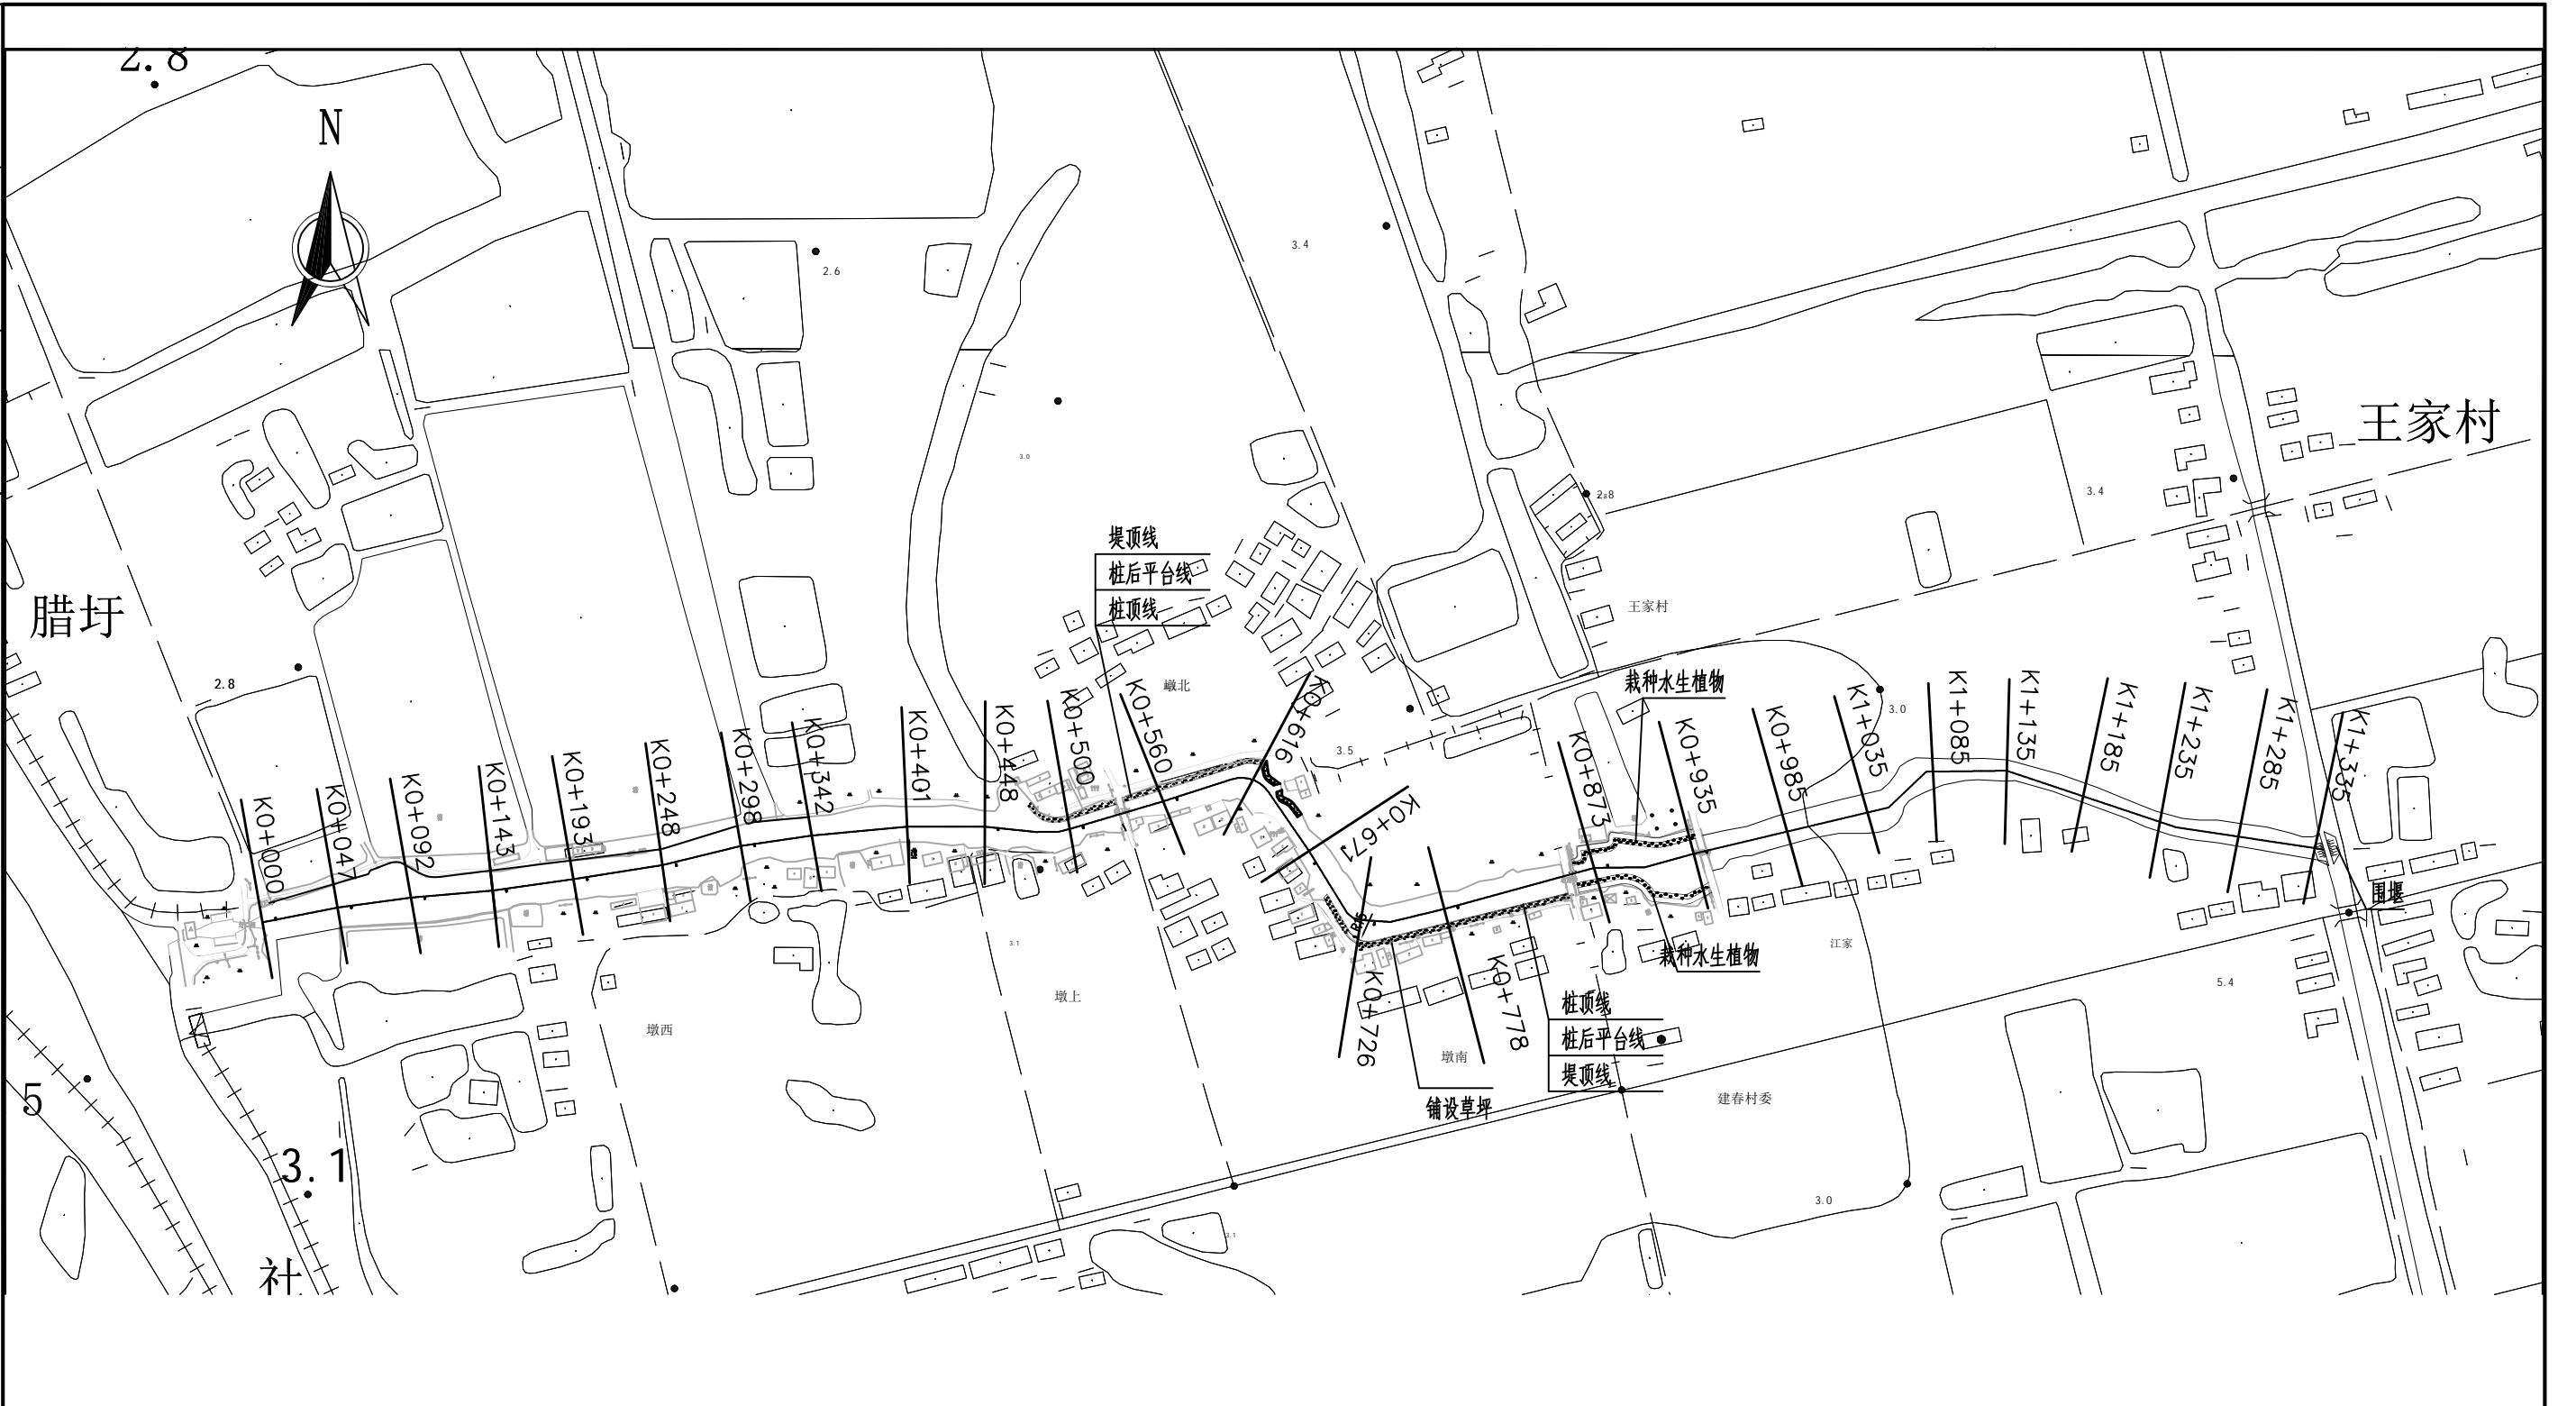 2.8
N
2.6
3.4
3.0
王家村
2.8
3.4
堤顶线
桩后平台线
桩顶线
腊圩
王家村
2.8
栽种水生植物
3.0
3.5
K0+000
K0+047
K0+092
K0+143
K0+193
K0+248
K0+298
K0+342
K0+401
K0+448
K0+500
K0+560
K0+616
K0+671
K0+726
K0+778
K0+873
K0+935
K0+985
K1+035
K1+085
K1+135
K1+185
K1+235
K1+285
K1+335
围堰
3.1
江家
栽种水生植物
墩上
5.4
桩顶线
桩后平台线
堤顶线
墩西
墩南
铺设草坪
建春村委
5
3.1
3.0
3.1
社